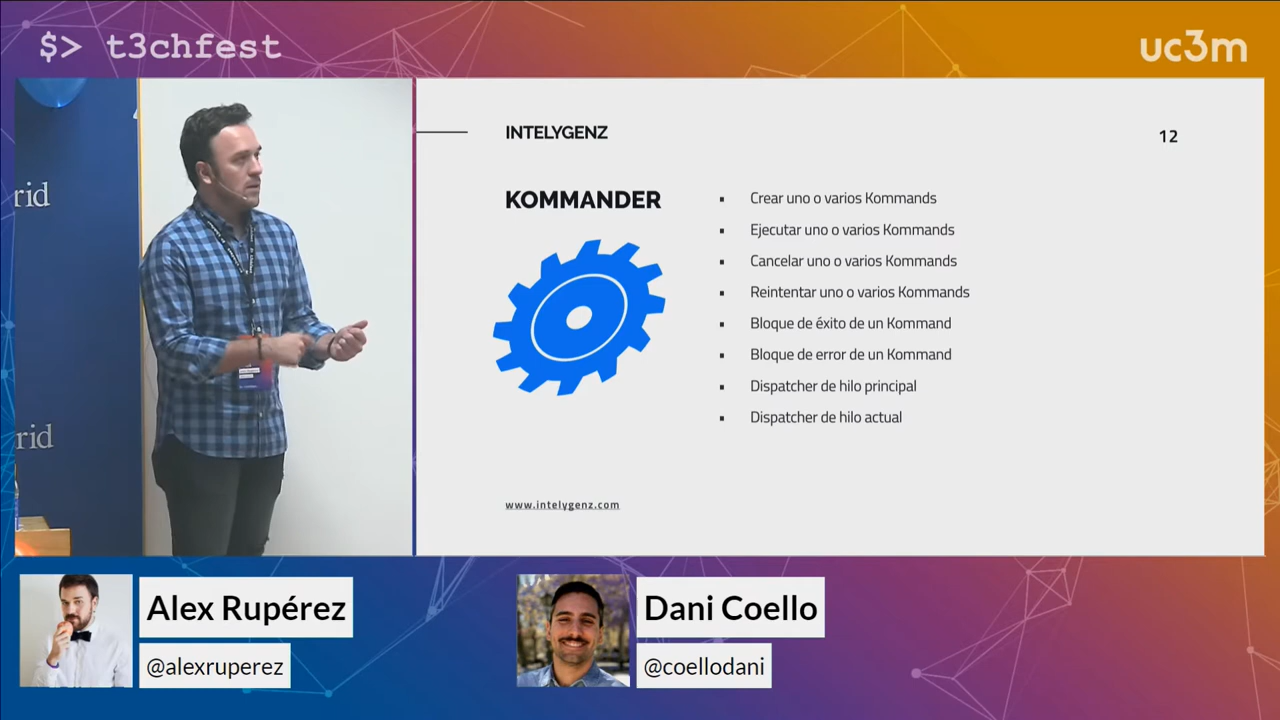 $> t3chfest
uc3m
rid
rid
INTELYGENZ
12
KOMMANDER
▪ Crear uno o varios Kommands
▪ Ejecutar uno o varios Kommands
▪ Cancelar uno o varios Kommands
▪ Reintentar uno o varios Kommands
▪ Bloque de éxito de un Kommand
▪ Bloque de error de un Kommand
▪ Dispatcher de hilo principal
▪ Dispatcher de hilo actual
www.intelygenz.com
Alex Rupérez
@alexruperez
Dani Coello
@coellodani